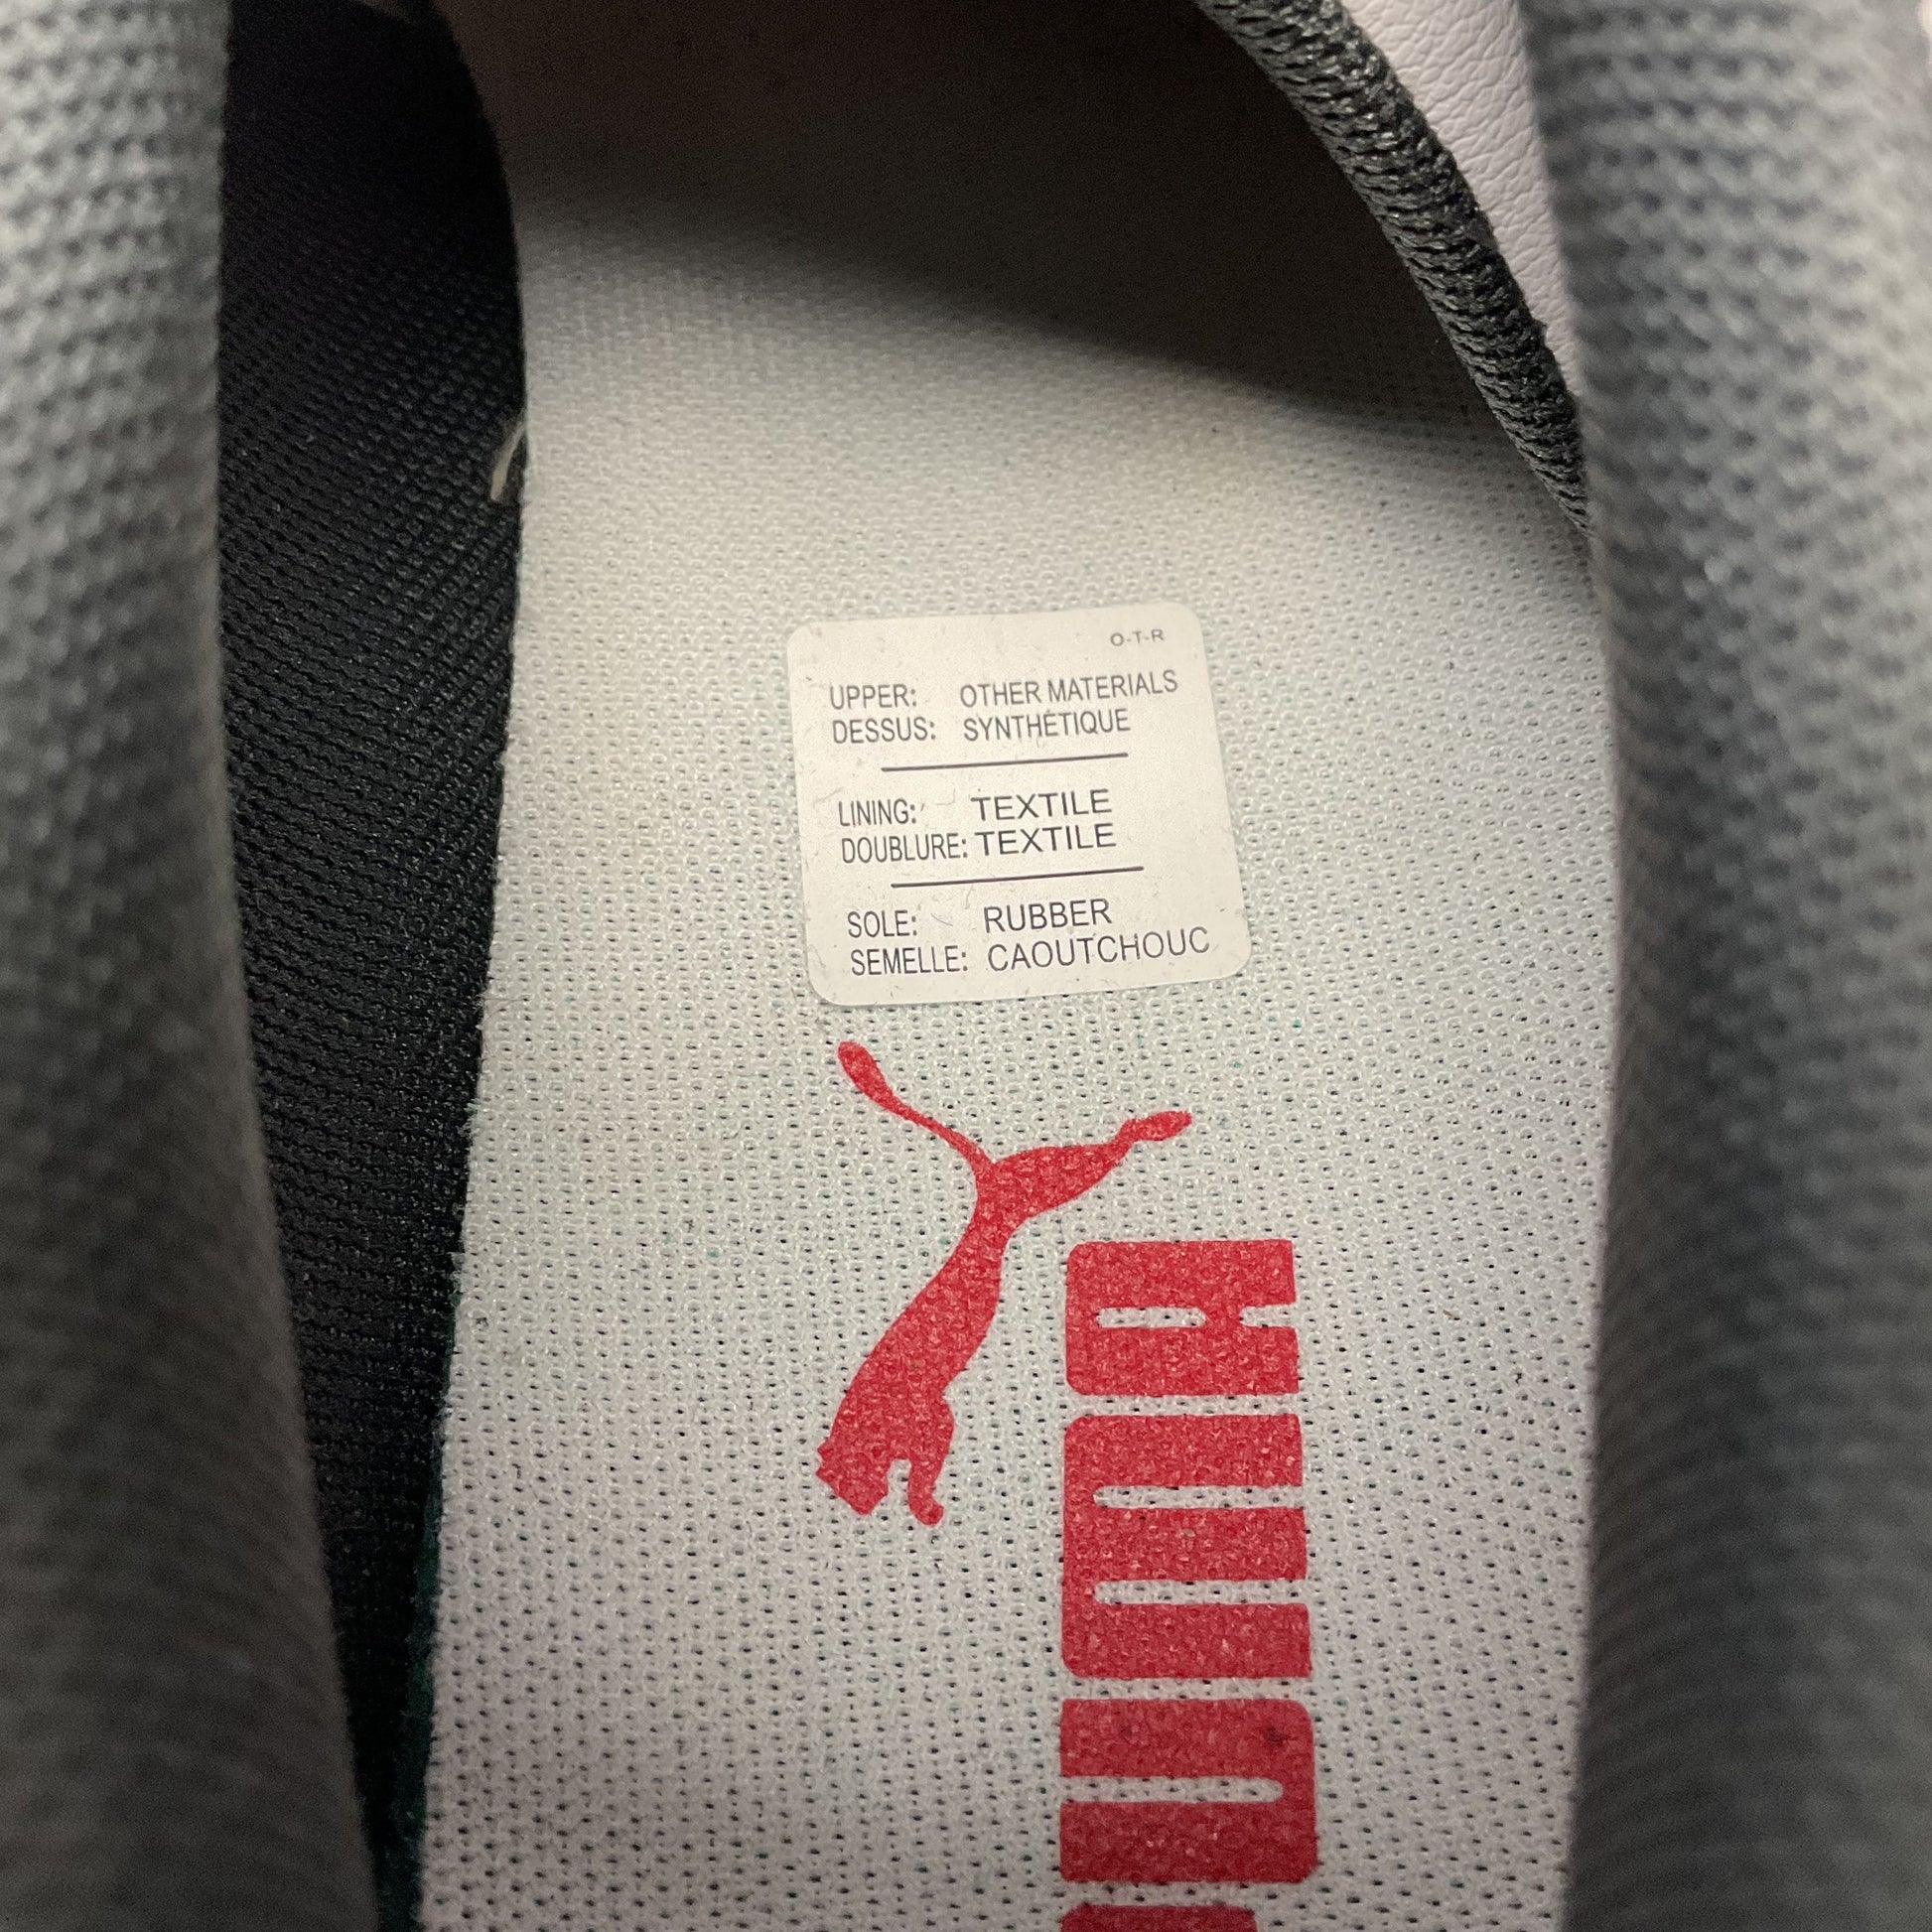 O-T-R
UPPER: OTHER MATERIALS
DESSUS: SYNTHÉTIQUE
LINING: TEXTILE
DOUBLURE: TEXTILE
SOLE: RUBBER
SEMELLE: CAOUTCHOUC
PUMA